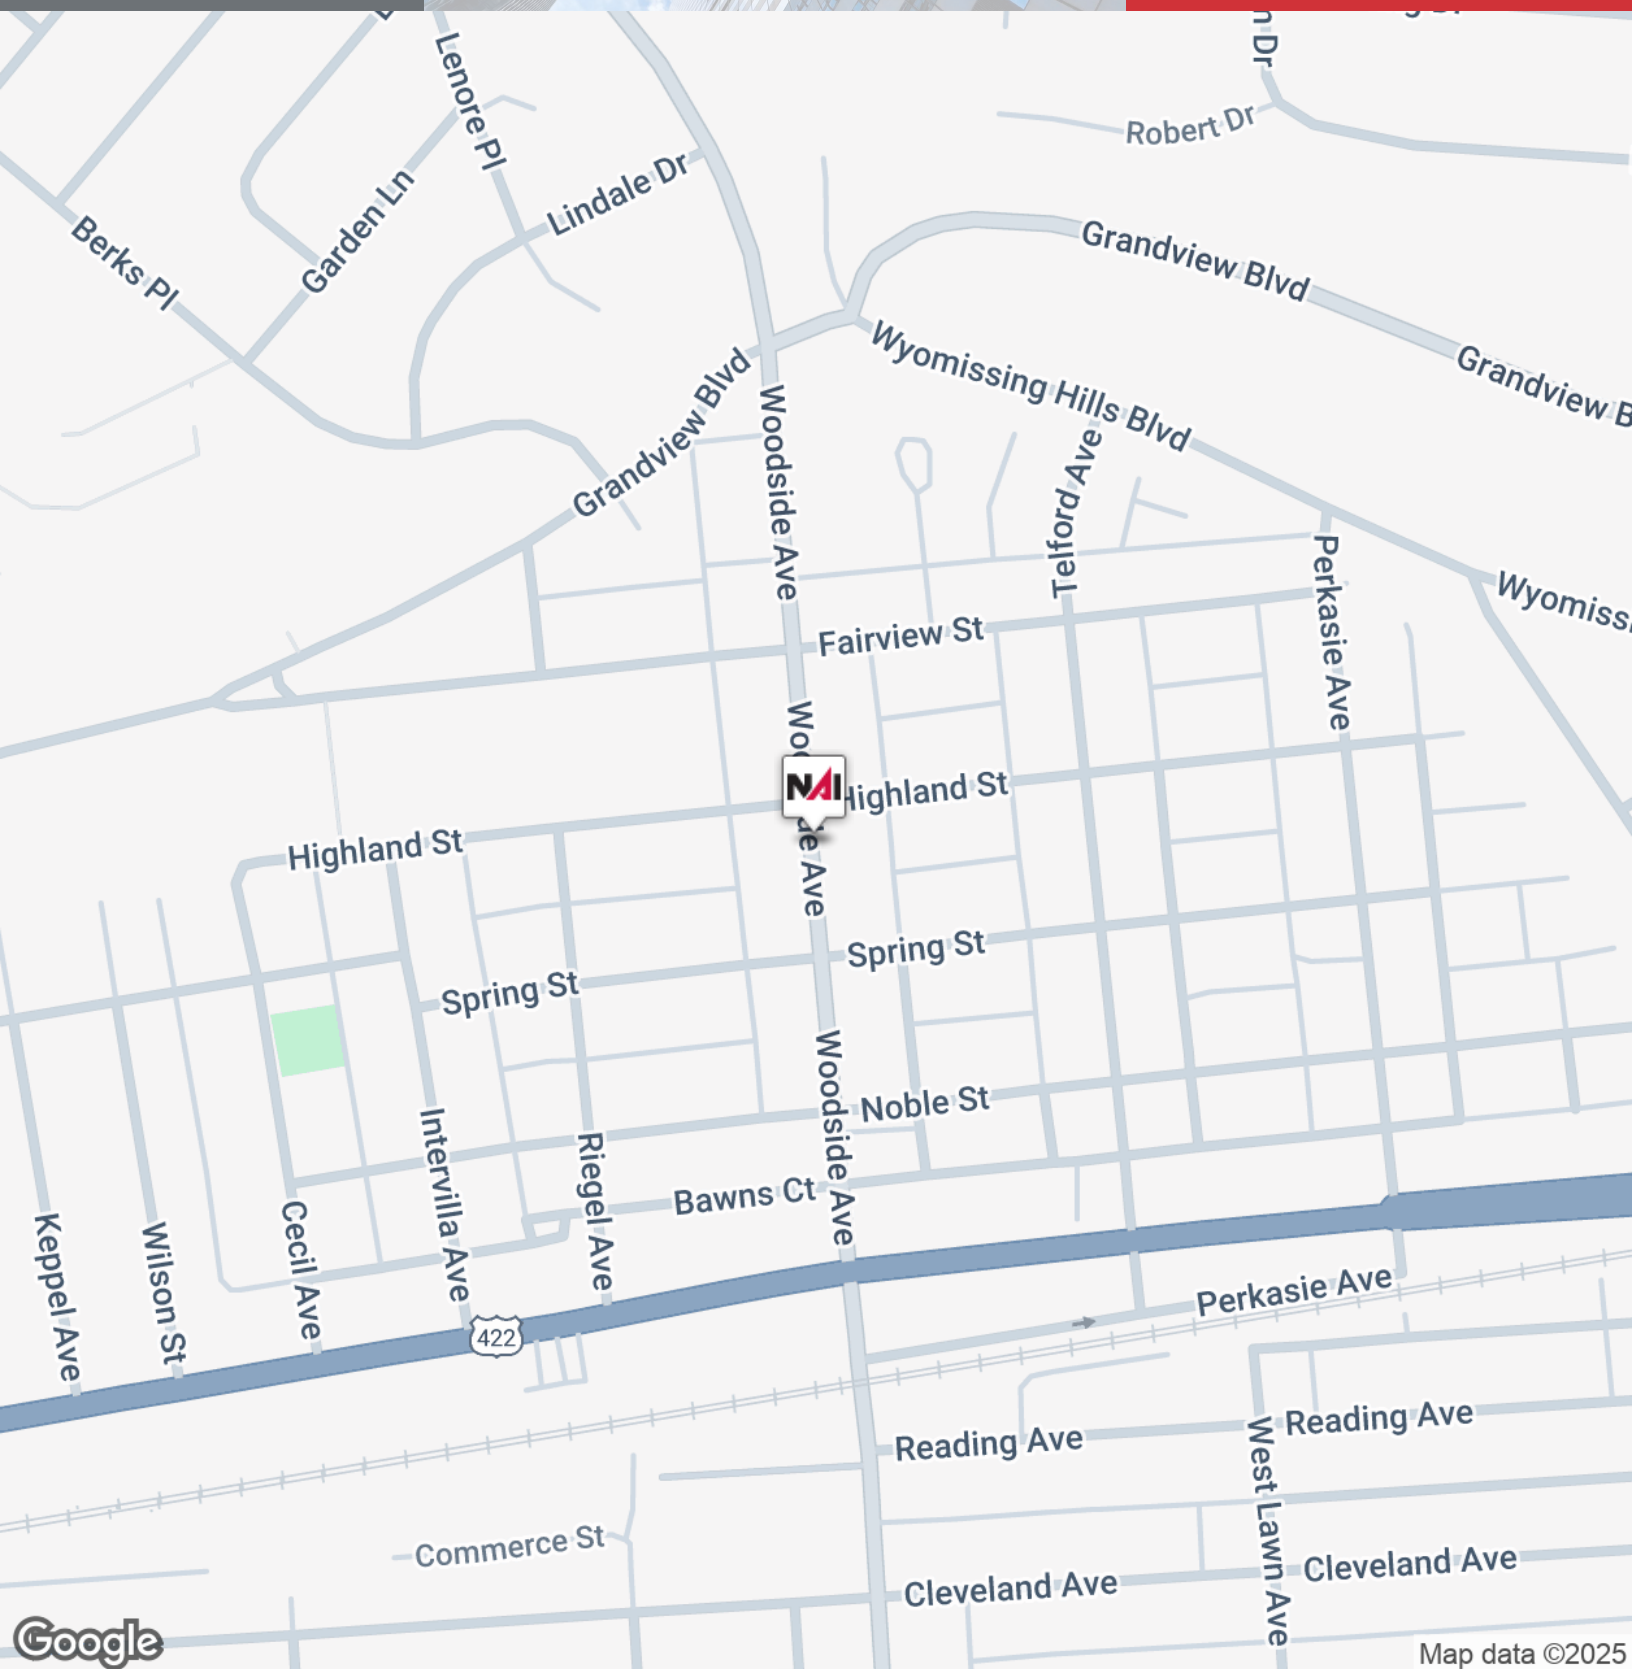 Lenore Pl
Robert Dr
Lindale Dr
Garden Ln
Berks Pl
Grandview Blvd
Wyomissing Hills Blvd
Grandview B
Grandview Blvd
Woodside Ave
Telford Ave
Perkasie Ave
Wyomiss
Fairview St
NAI
Highland St
Highland St
Spring St
Spring St
Woodside Ave
Noble St
Intervilla Ave
Riegel Ave
Bawns Ct
Keppel Ave
Wilson St
Cecil Ave
422
Perkasie Ave
Reading Ave
Reading Ave
West Lawn Ave
Commerce St
Cleveland Ave
Cleveland Ave
Google
Map data ©2025